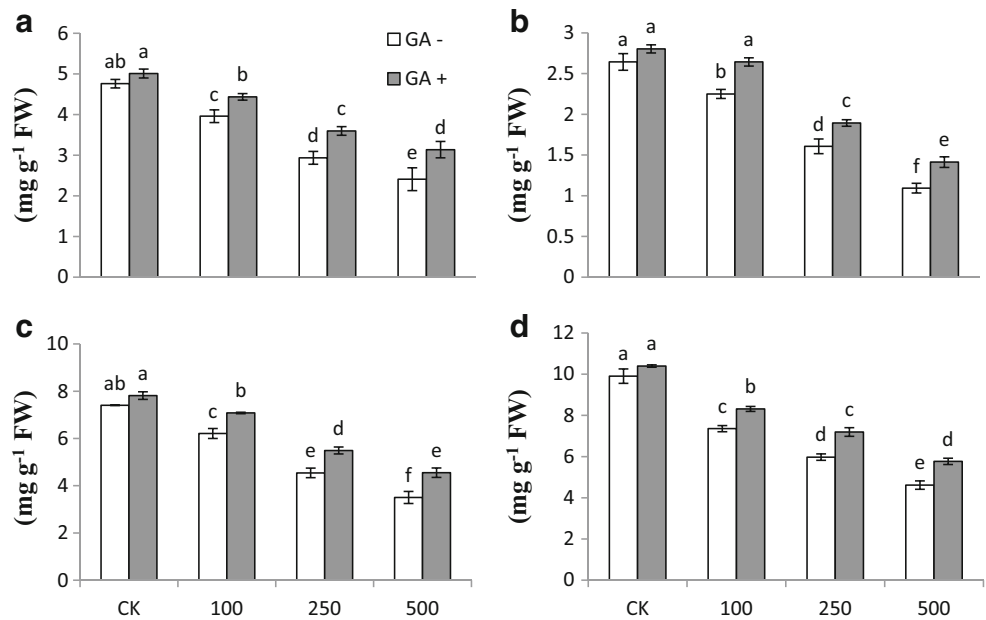 a
(mg g-1 FW)
6
5
4
3
2
1
0
GA -
GA +
ab a
c b
d c
e d
b
(mg g-1 FW)
3
2.5
2
1.5
1
0.5
0
a a
b a
d c
f e
c
(mg g-1 FW)
10
8
6
4
2
0
ab a
c b
e d
f e
CK 100 250 500
d
(mg g-1 FW)
12
10
8
6
4
2
0
a a
c b
d c
e d
CK 100 250 500